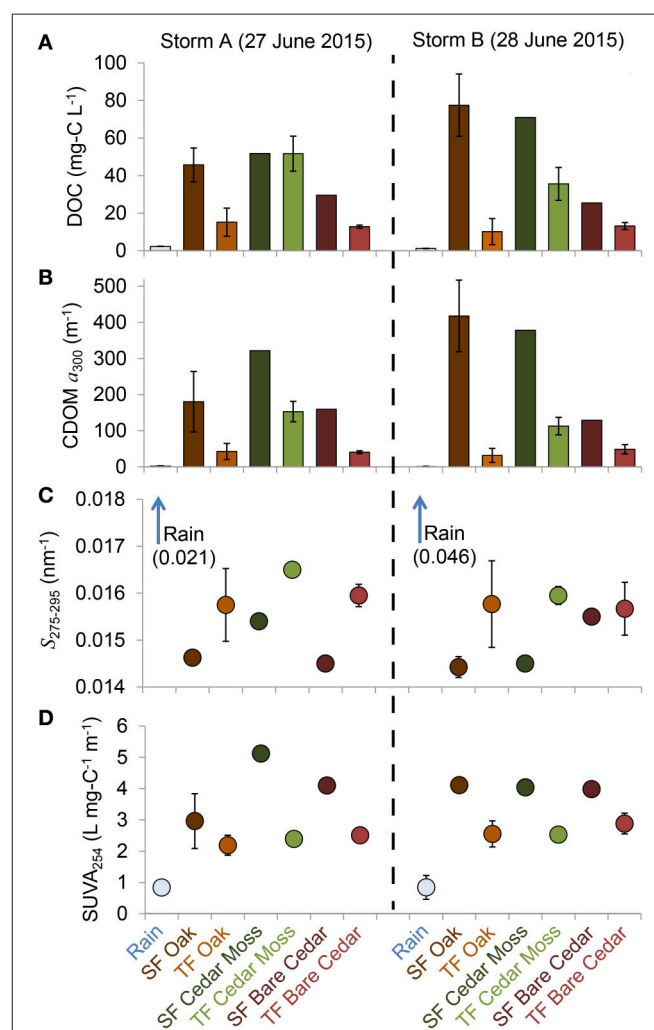 A
Storm A (27 June 2015)
Storm B (28 June 2015)
DOC (mg-C L⁻¹)
100
80
60
40
20
0
B
CDOM a₃₀₀ (m⁻¹)
500
400
300
200
100
0
C
S₂₇₅₋₂₉₅ (nm⁻¹)
0.018
0.017
0.016
0.015
0.014
Rain
(0.021)
Rain
(0.046)
D
SUVA₂₅₄ (L mg-C⁻¹ m⁻¹)
6
5
4
3
2
1
0
Rain
SF Oak
TF Oak
SF Cedar Moss
TF Cedar Moss
SF Bare Cedar
TF Bare Cedar
Rain
SF Oak
TF Oak
SF Cedar Moss
TF Cedar Moss
SF Bare Cedar
TF Bare Cedar